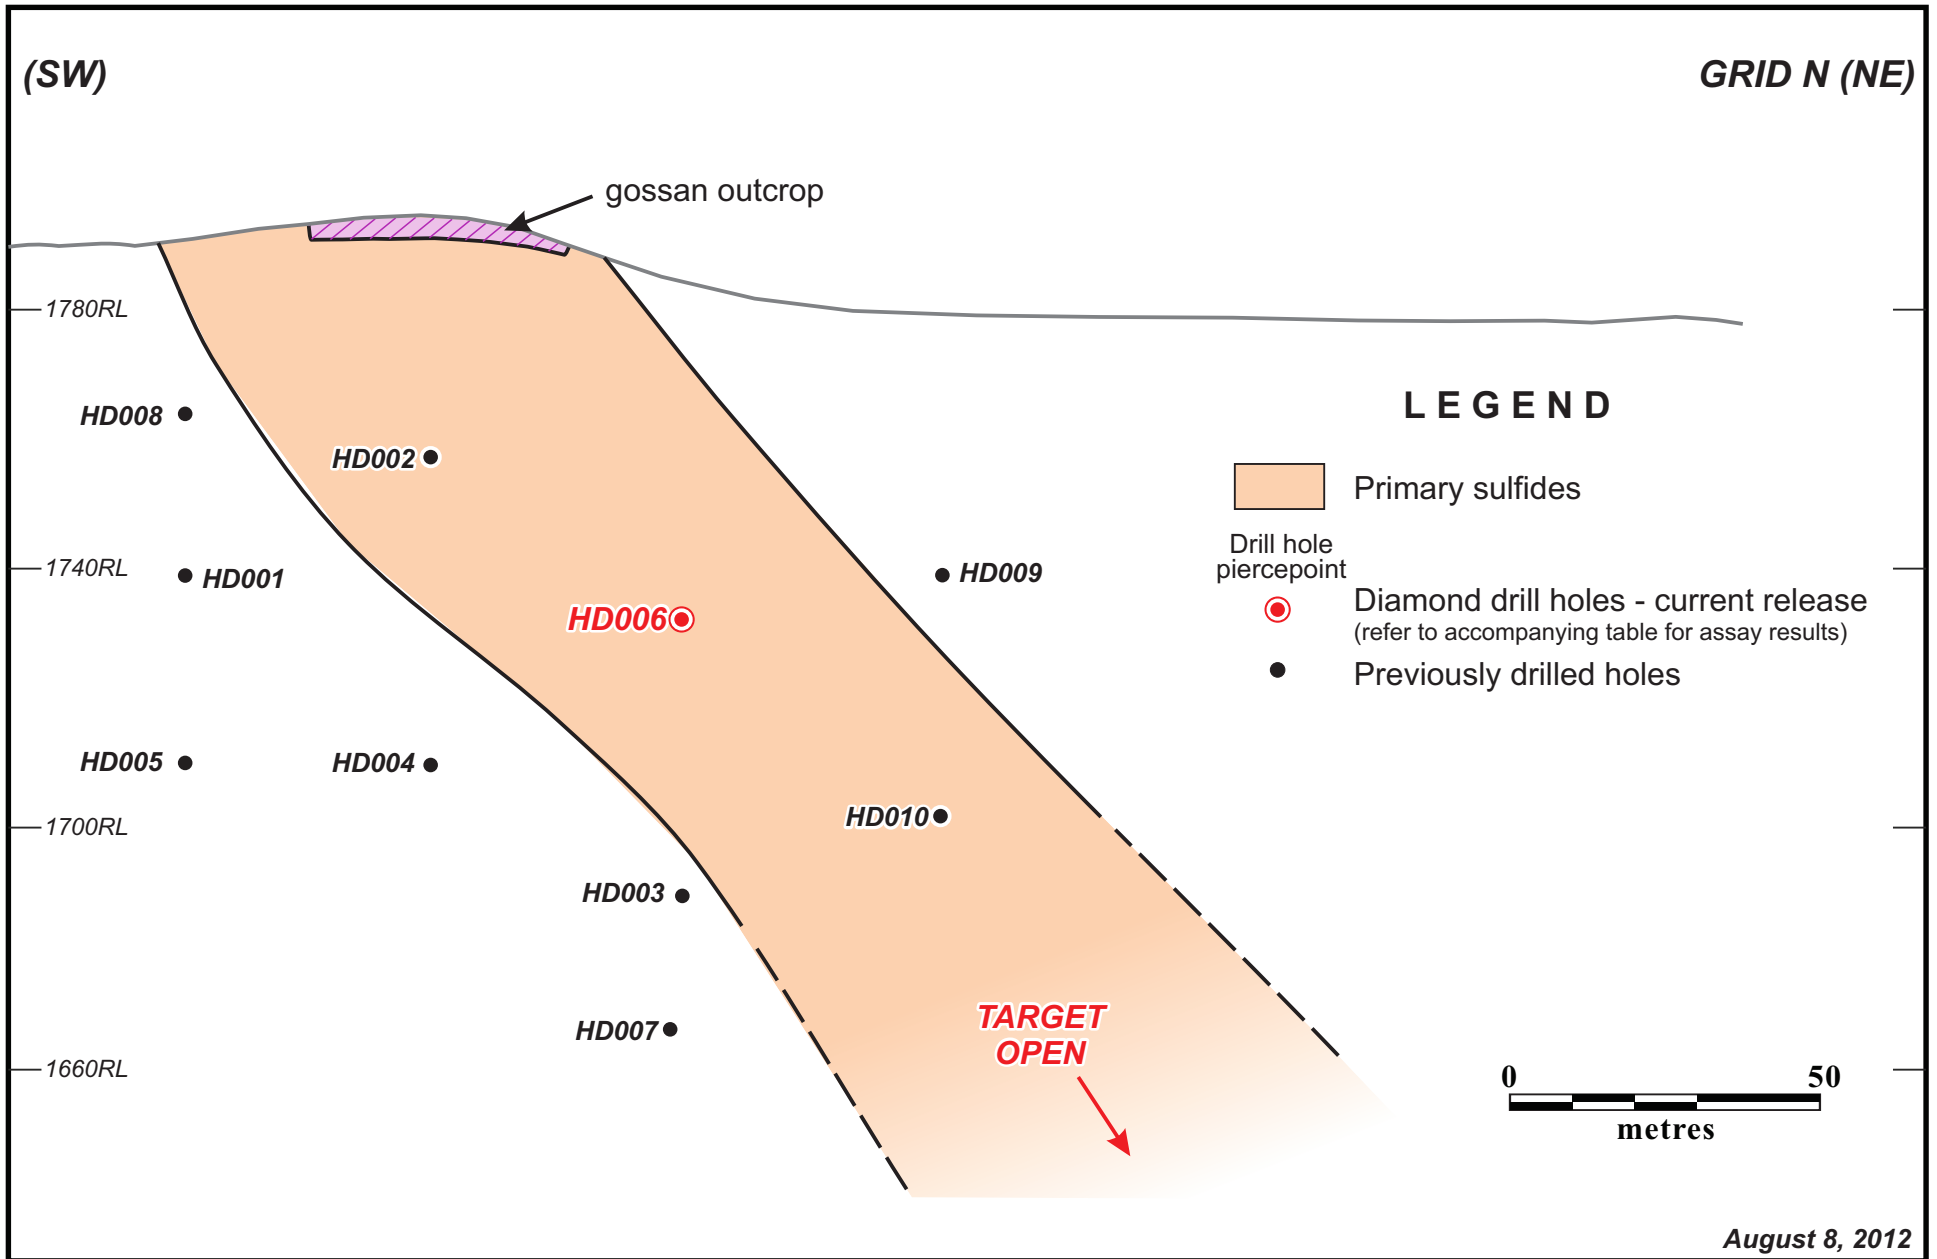 (SW)
GRID N (NE)
gossan outcrop
1780RL
HD008
HD002
1740RL
HD001
HD006
HD009
HD005
HD004
1700RL
HD010
HD003
HD007
1660RL
TARGET
OPEN
LEGEND
Primary sulfides
Drill hole
piercepoint
Diamond drill holes - current release
(refer to accompanying table for assay results)
Previously drilled holes
0 50
metres
August 8, 2012